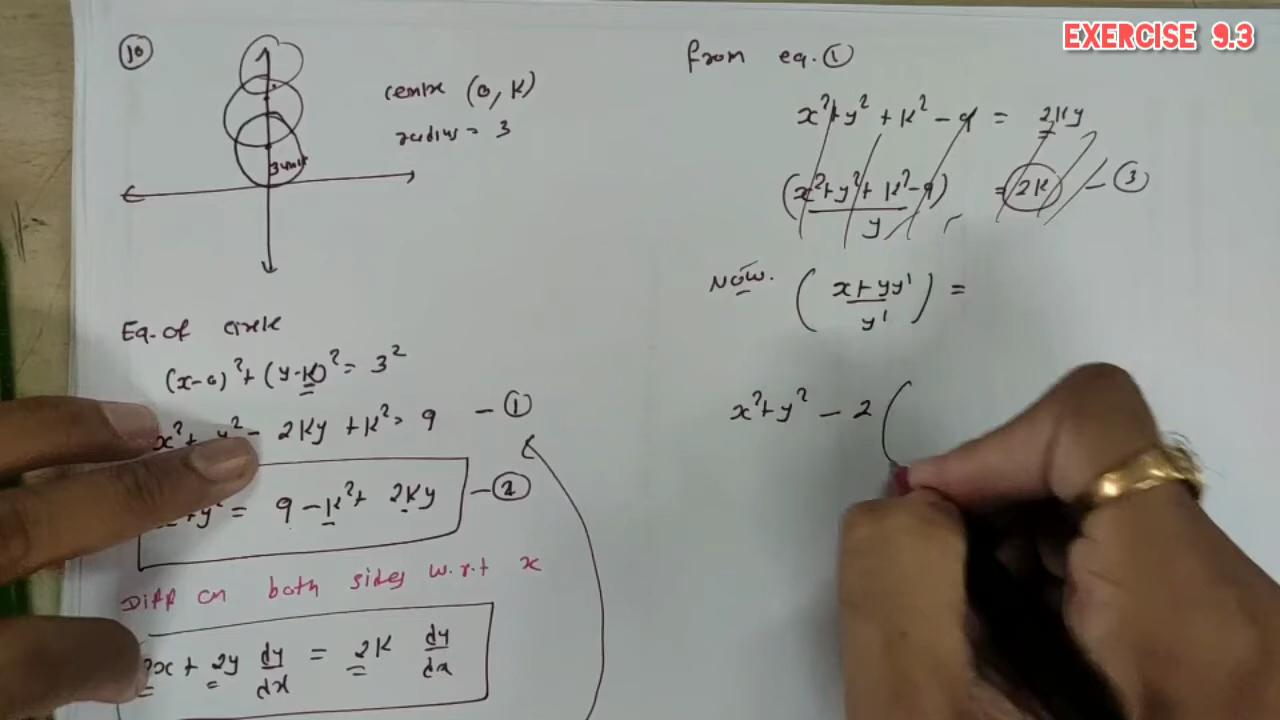 EXERCISE 9.3
10
centre (0, K)
radius = 3
3 unit
Eq. of circle
(x-0)² + (y-K)² = 3²
x² + y² - 2Ky + K² = 9 - ①
+ y² = 9 - K² + 2Ky - ②
Diff on both sides w.r.t x
2x + 2y dy/dx = 2K dy/dx
from eq. ①
x² + y² + K² - 9 = 2Ky
(x² + y² + K² - 9)/y = 2K - ③
Now. (x + yy'/y') =
x² + y² - 2 (